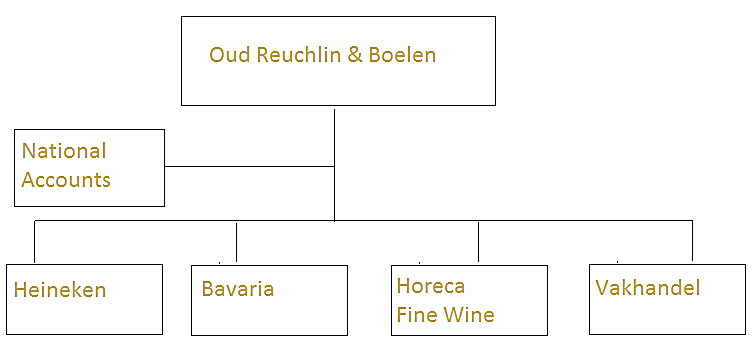 Oud Reuchlin & Boelen
National
Accounts
Heineken
Bavaria
Horeca
Fine Wine
Vakhandel